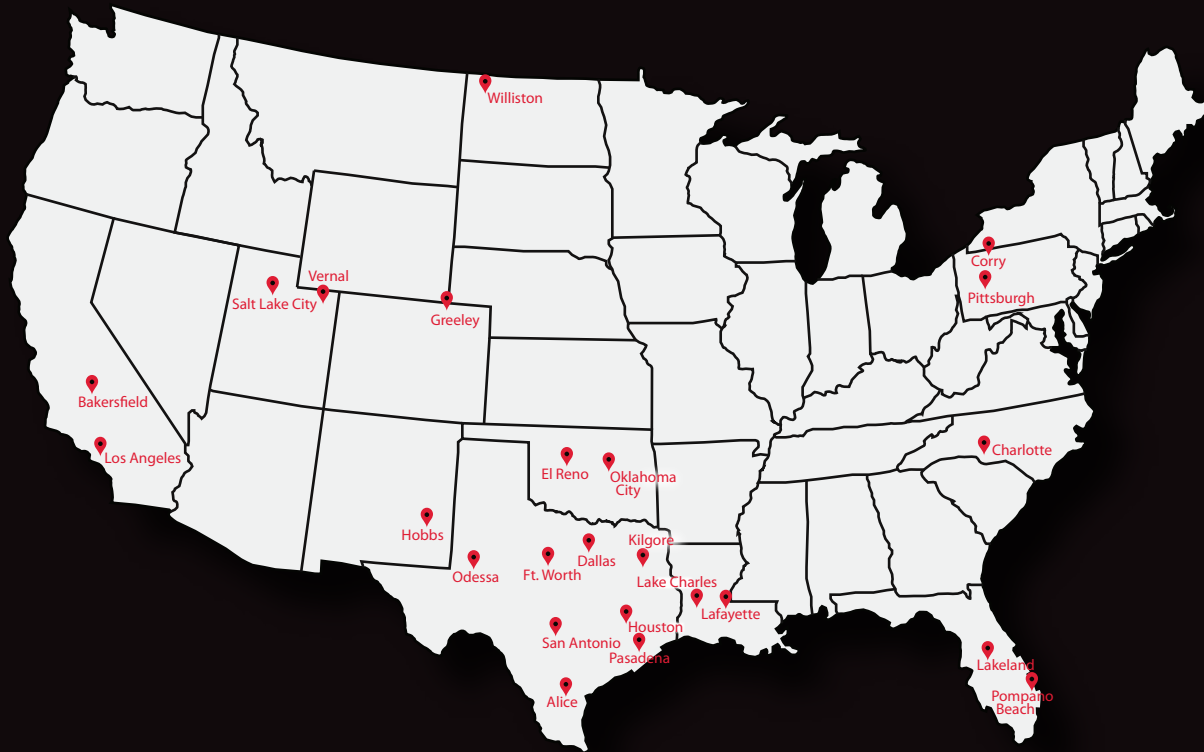 Williston
Corry
Vernal
Salt Lake City
Pittsburgh
Greeley
Bakersfield
Los Angeles
Charlotte
El Reno
Oklahoma
City
Hobbs
Kilgore
Dallas
Ft. Worth
Odessa
Lake Charles
Lafayette
Houston
San Antonio
Pasadena
Lakeland
Alice
Pompano
Beach